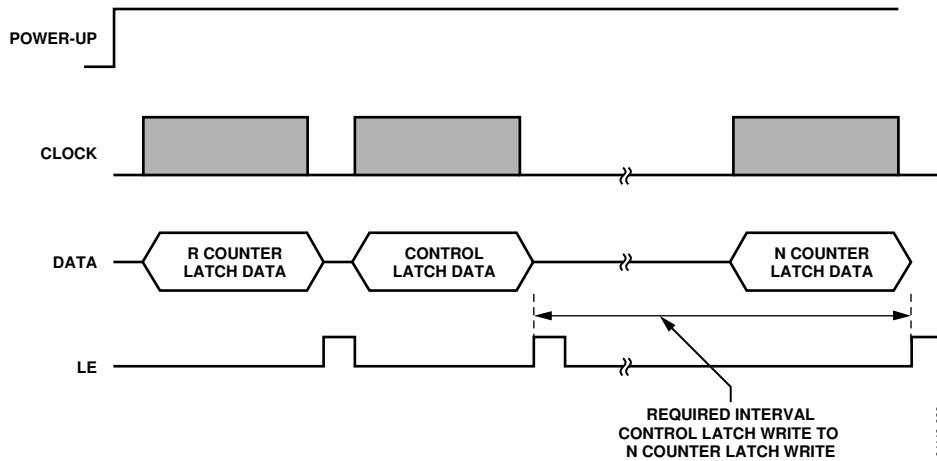 POWER-UP
CLOCK
DATA
R COUNTER
LATCH DATA
CONTROL
LATCH DATA
N COUNTER
LATCH DATA
LE
REQUIRED INTERVAL
CONTROL LATCH WRITE TO
N COUNTER LATCH WRITE